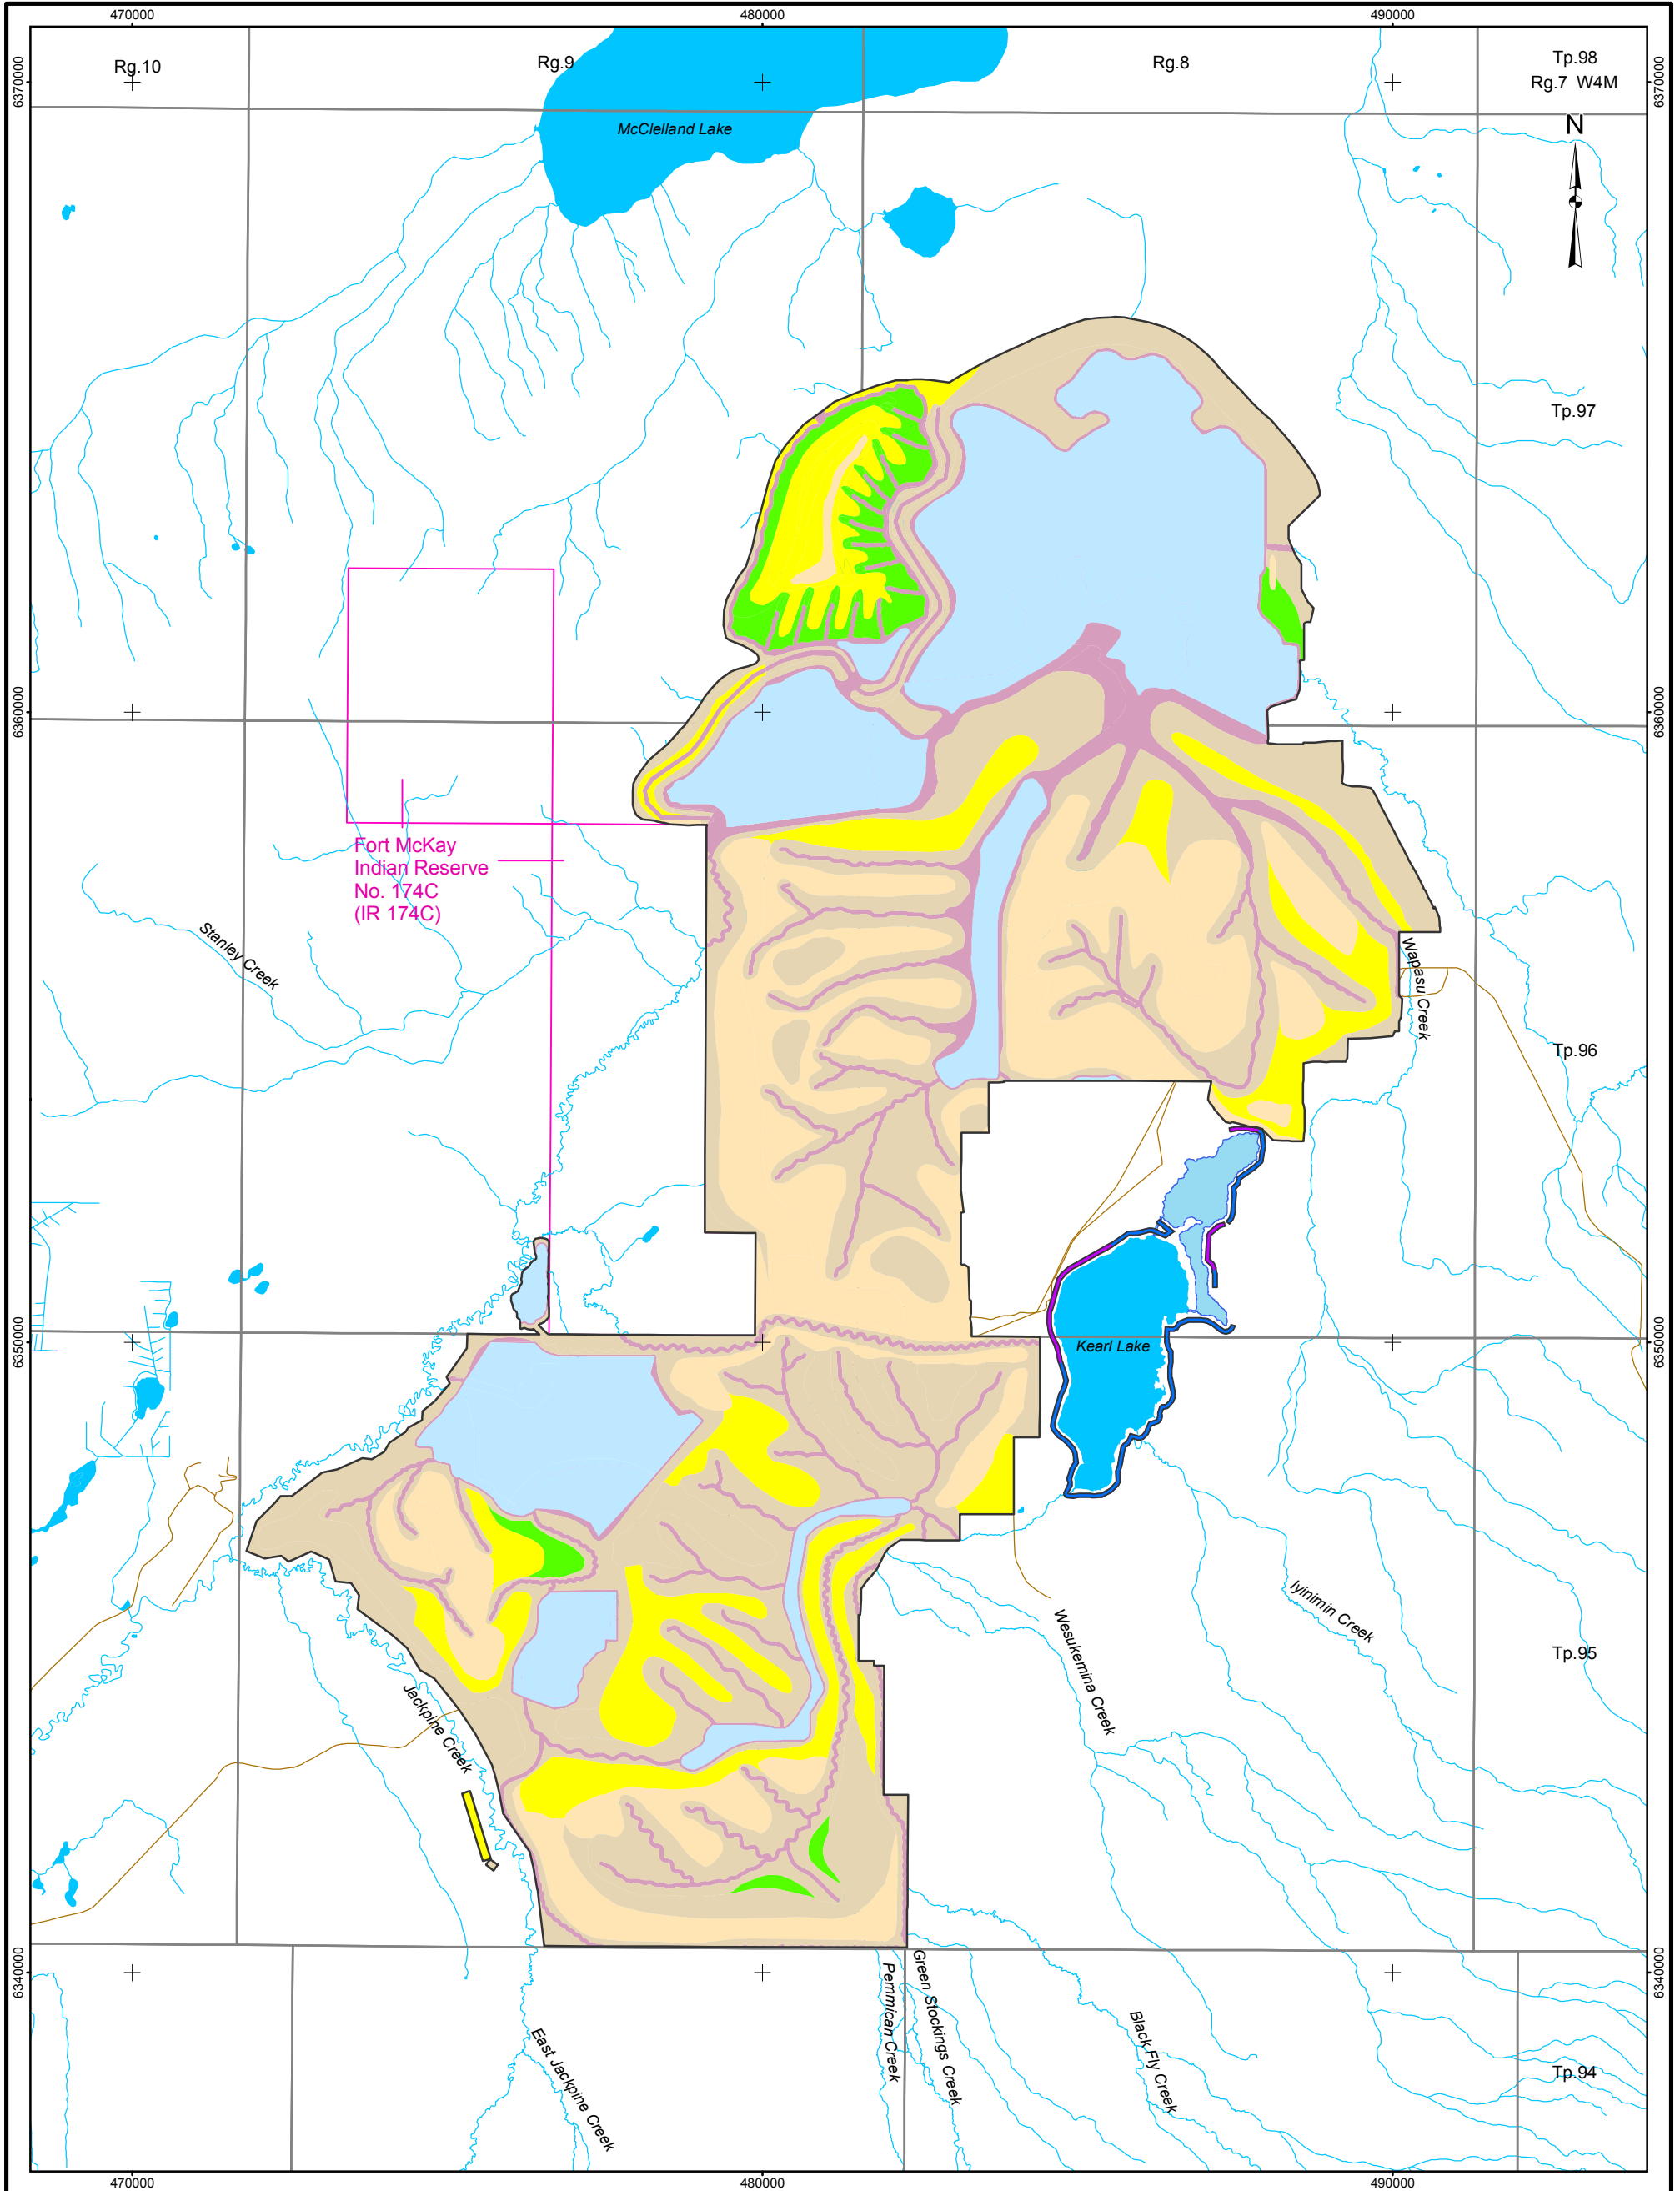 470000
480000
490000
Rg.10
Rg.9
Rg.8
Tp.98
Rg.7 W4M
6370000
6370000
N
McClelland Lake
Tp.97
6360000
6360000
Fort McKay
Indian Reserve
No. 174C
(IR 174C)
Stanley Creek
Wapasu Creek
Tp.96
6350000
6350000
Kearl Lake
Iyinimin Creek
Wesukemina Creek
Tp.95
Jackpine Creek
6340000
6340000
Pemmican Creek
Green Stockings Creek
Black Fly Creek
East Jackpine Creek
Tp.94
470000
480000
490000